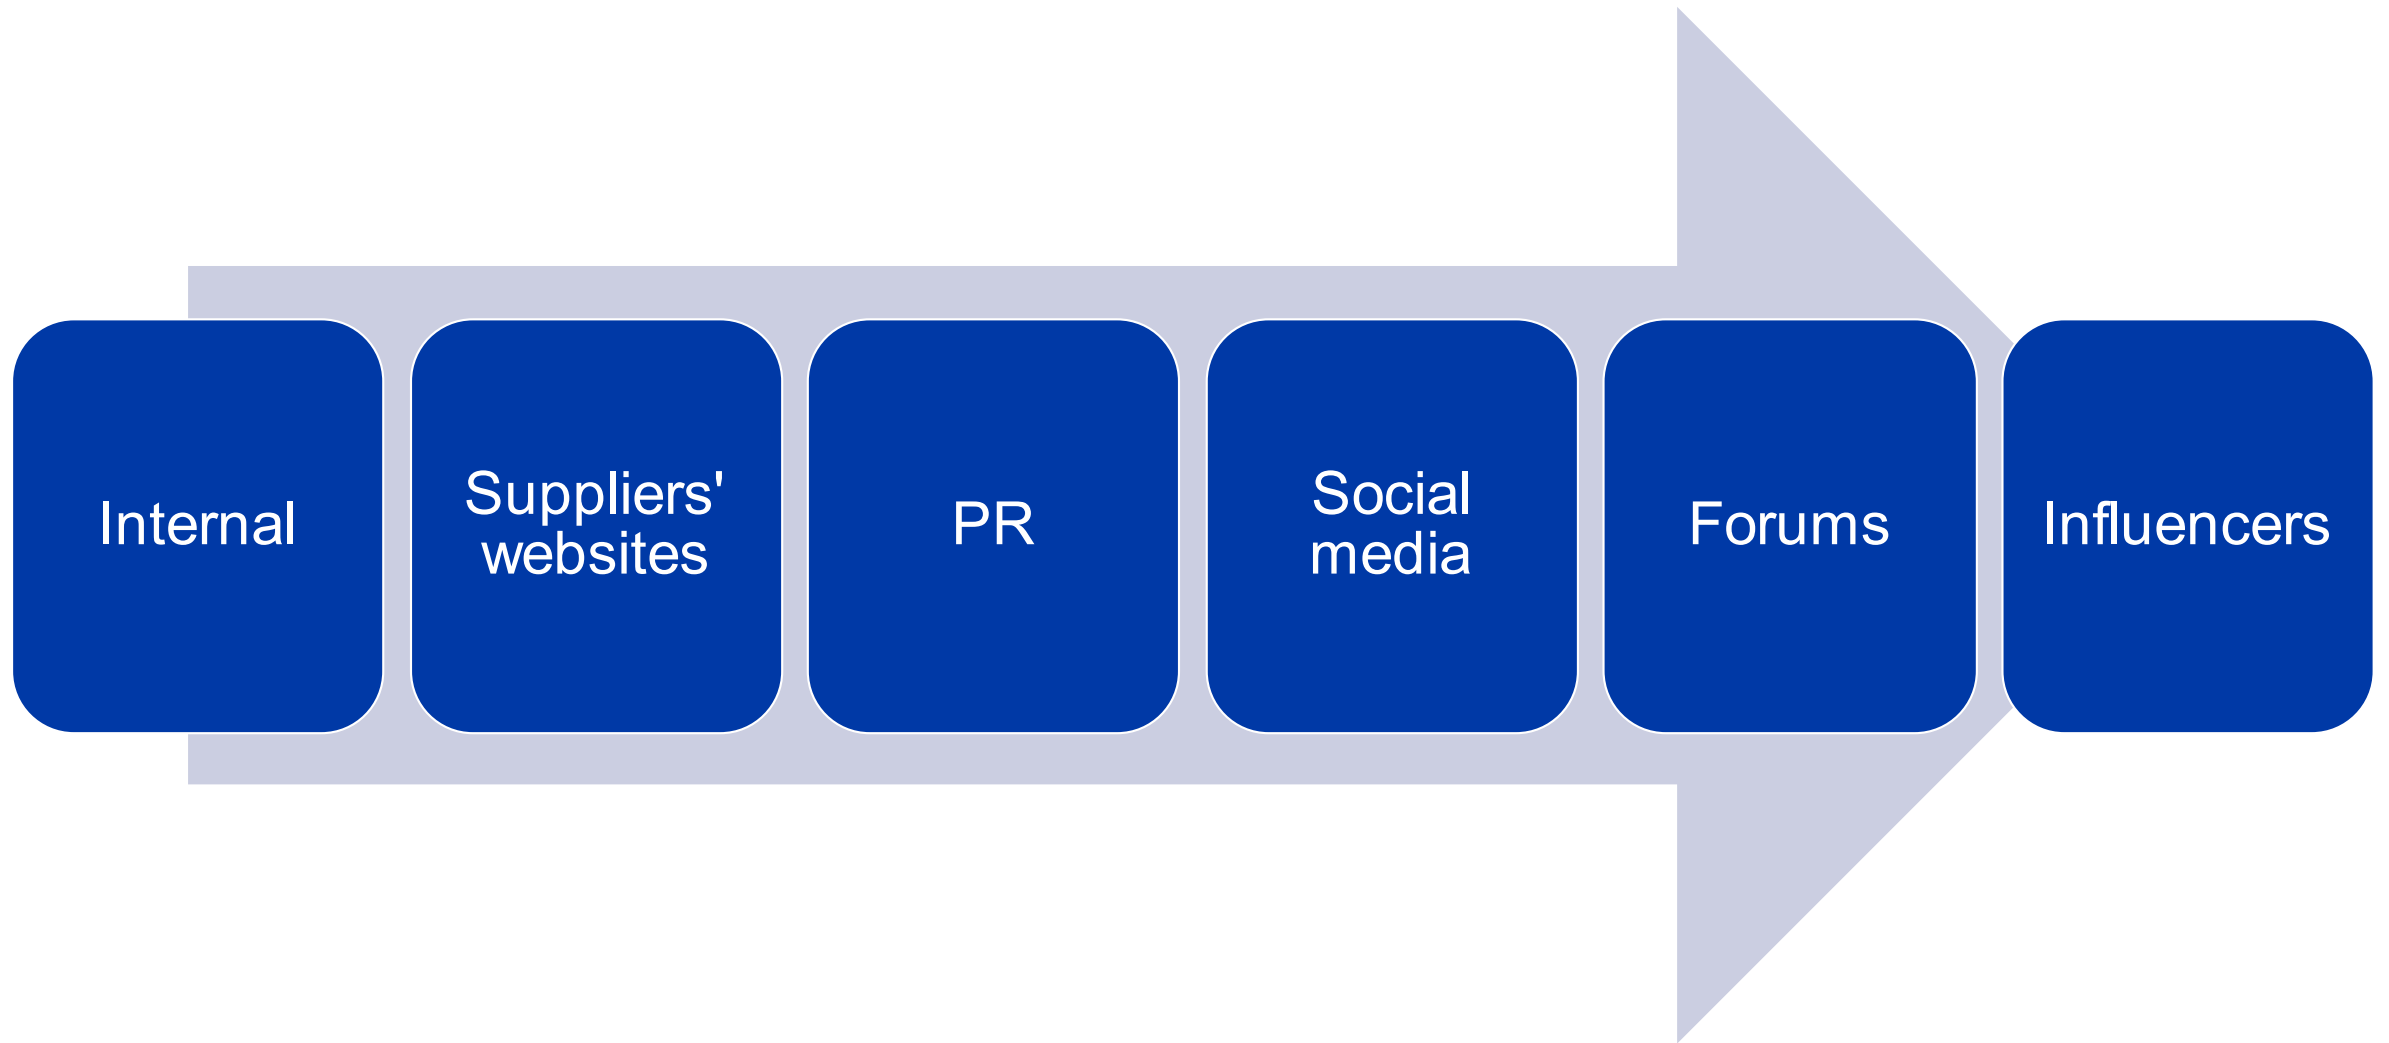 Internal
Suppliers'
websites
PR
Social
media
Forums
Influencers